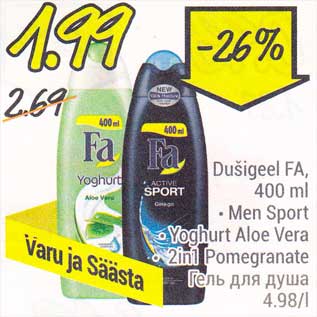 1.99
-26%
2.69
400 ml
Fa
Yoghurt
Aloe Vera
NEW
400 ml
Fa
ACTIVE
SPORT
Ginkgo
Varu ja Säästa
Dušigeel FA,
400 ml
• Men Sport
• Yoghurt Aloe Vera
• 2in1 Pomegranate
Гель для душа
4.98/l